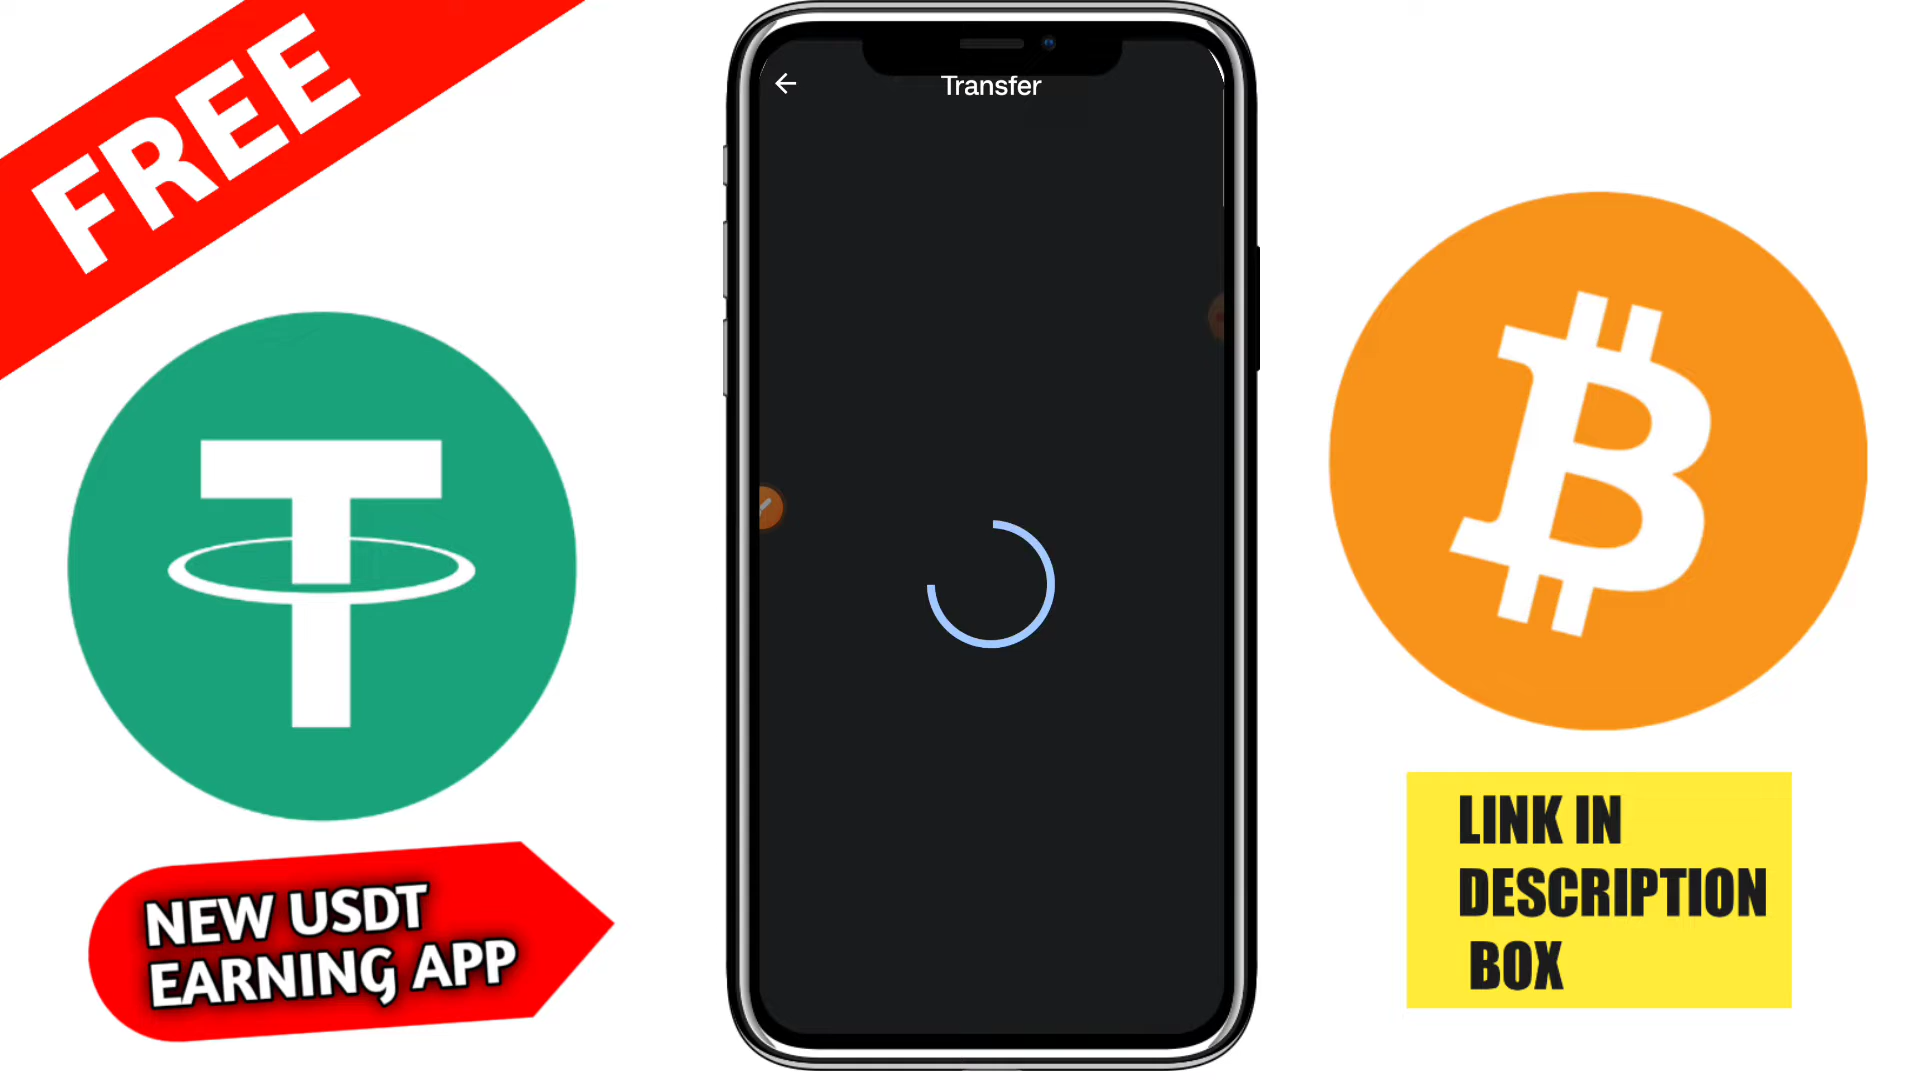 FREE
Transfer
NEW USDT
EARNING APP
LINK IN
DESCRIPTION
BOX